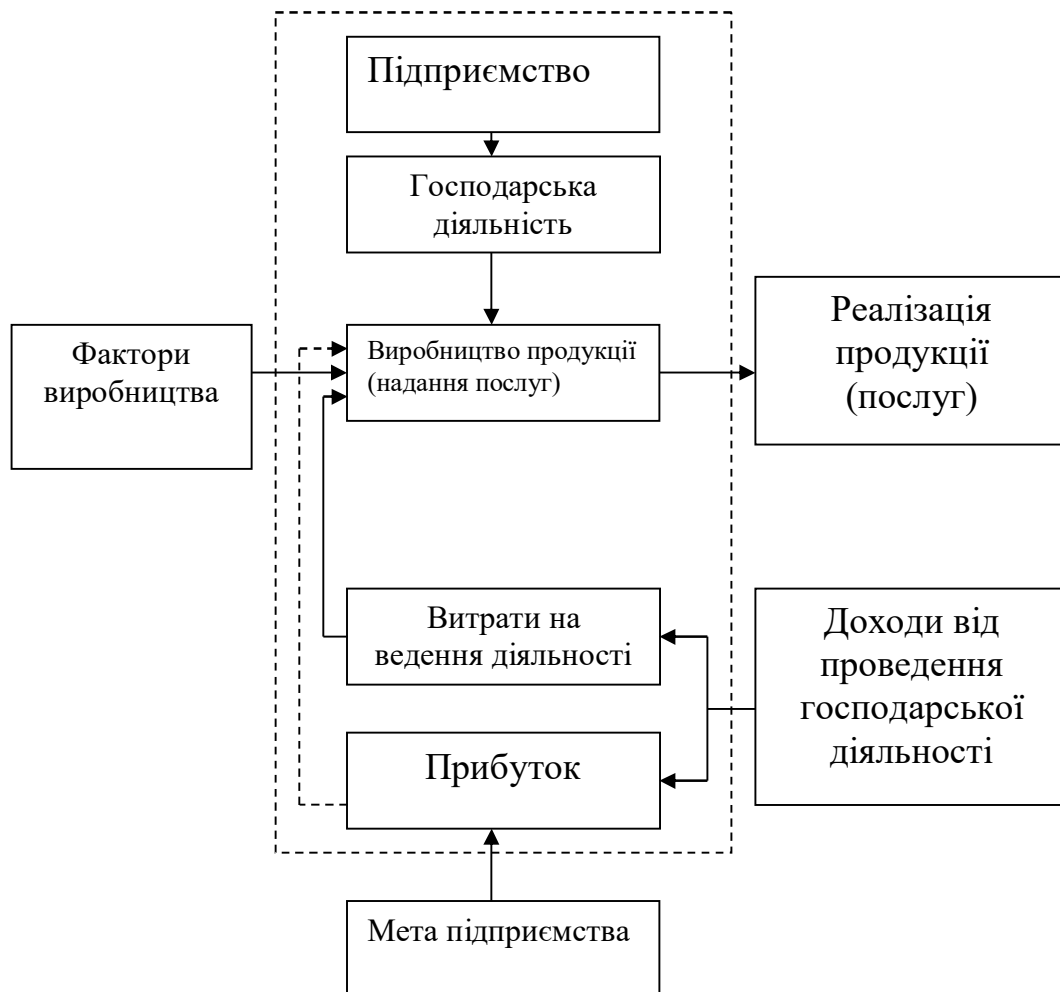 Підприємство
Господарська
діяльність
Фактори
виробництва
Виробництво продукції
(надання послуг)
Реалізація
продукції
(послуг)
Витрати на
ведення діяльності
Прибуток
Доходи від
проведення
господарської
діяльності
Мета підприємства